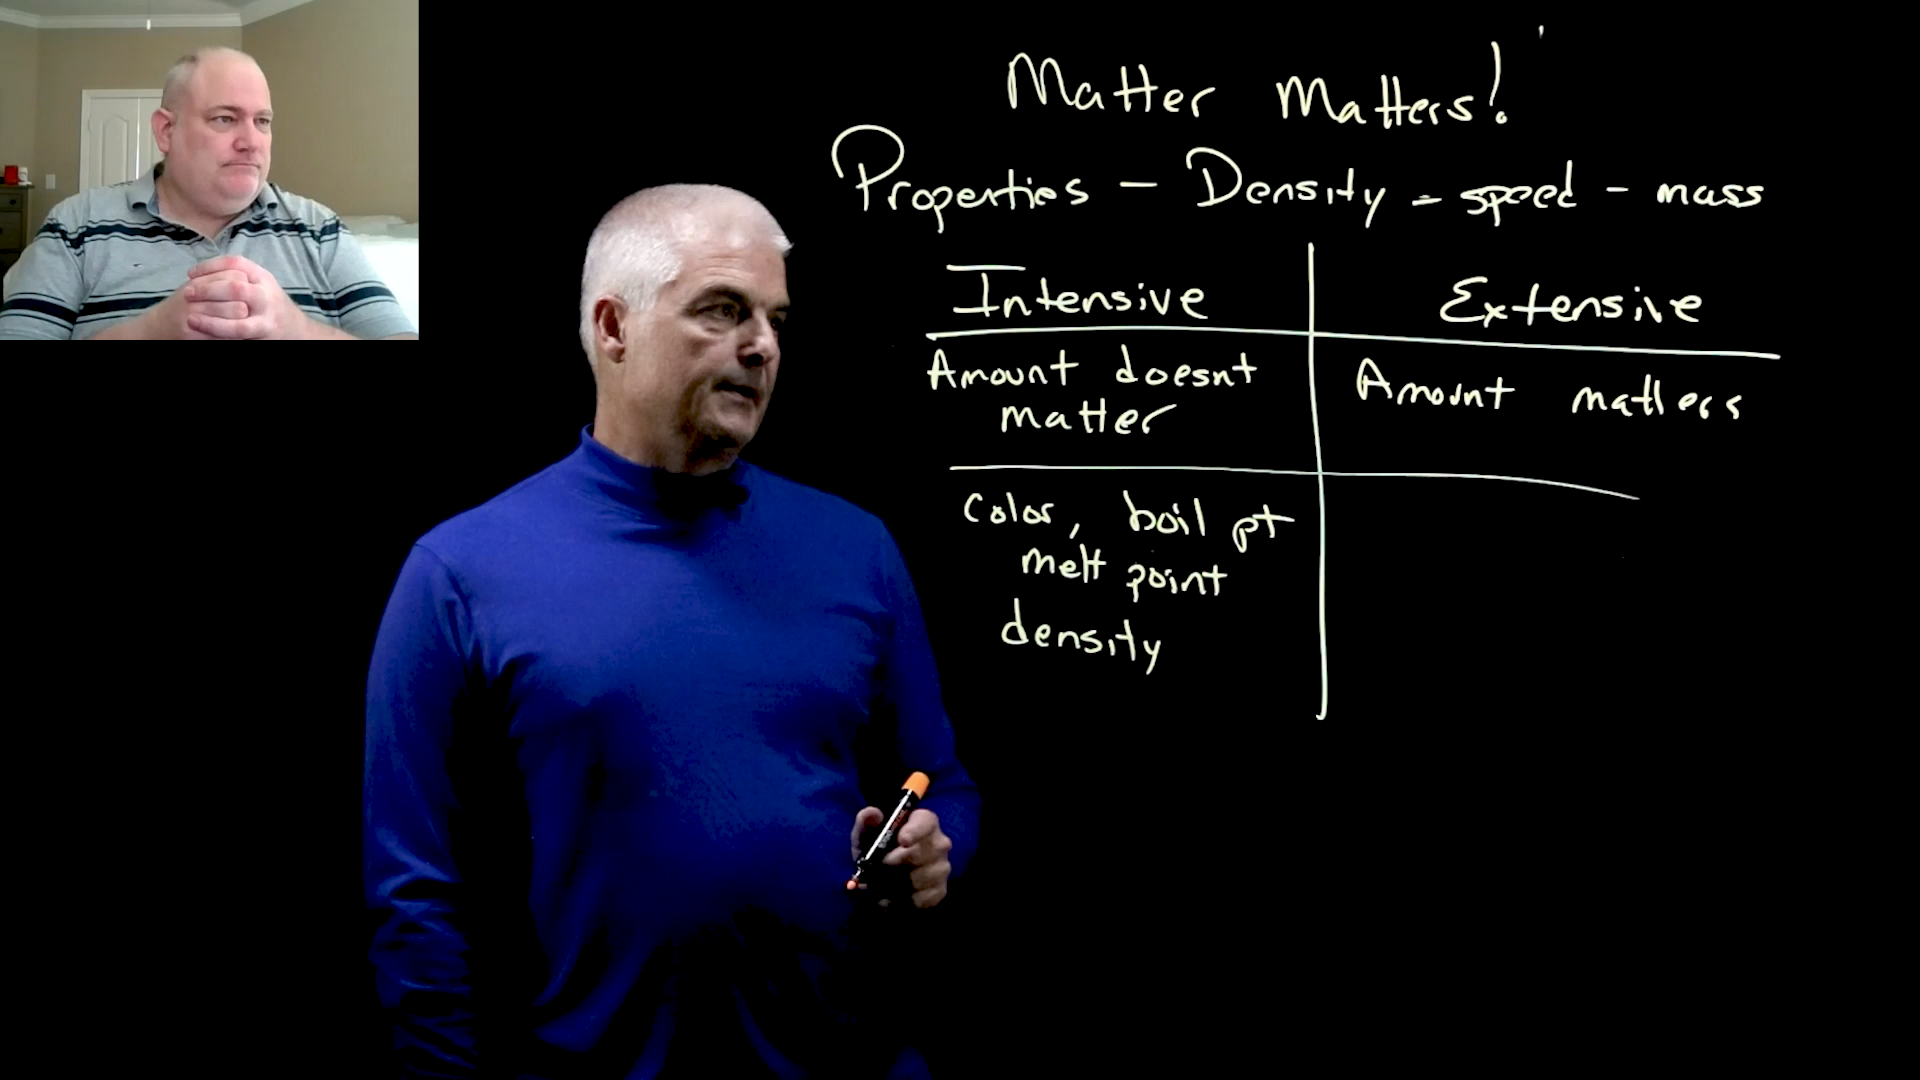 Matter Matters!
Properties - Density - speed - mass
Intensive
Extensive
Amount doesnt
matter
Amount matters
Color, boil pt
melt point
density